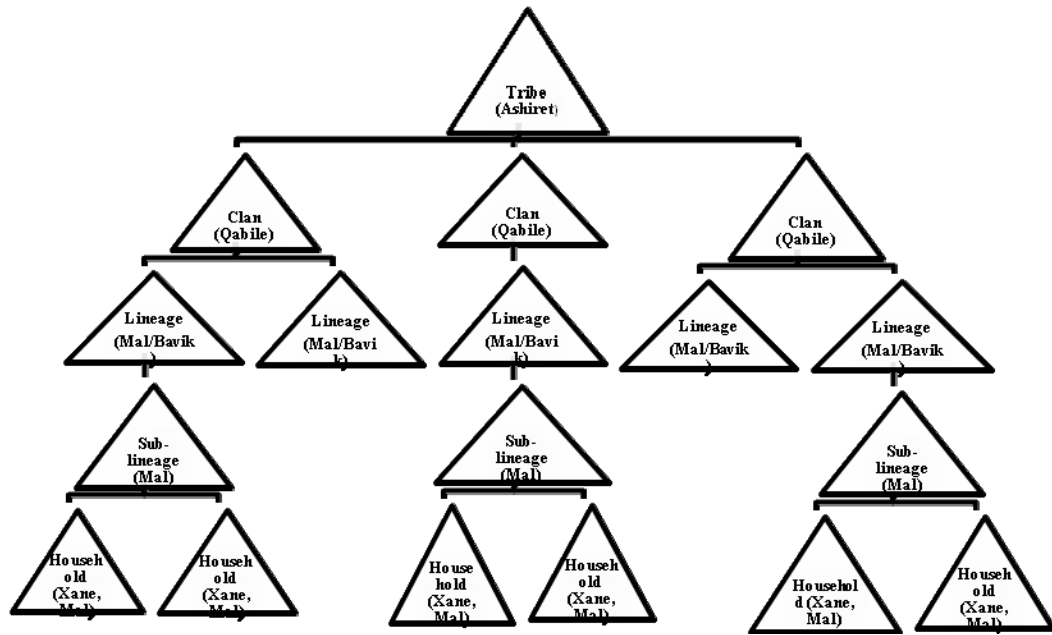 Tribe
(Ashiret)
Clan
(Qabile)
Clan
(Qabile)
Clan
(Qabile)
Lineage
(Mal/Bavik
)
Lineage
(Mal/Bavi
k)
Lineage
(Mal/Bavi
k)
Lineage
(Mal/Bavik
)
Lineage
(Mal/Bavik
)
Sub-
lineage
(Mal)
Sub-
lineage
(Mal)
Sub-
lineage
(Mal)
Househ
old
(Xane,
Mal)
Househ
old
(Xane,
Mal)
House
hold
(Xane,
Mal)
Househ
old
(Xane,
Mal)
Househol
d (Xane,
Mal)
Househ
old
(Xane,
Mal)